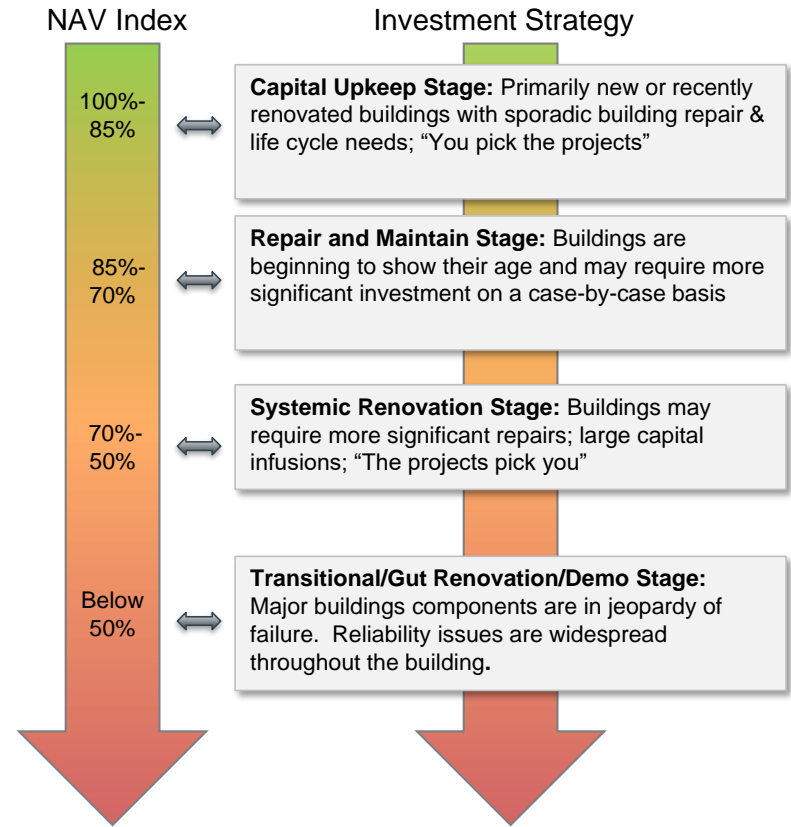 NAV Index
Investment Strategy
100%-
85%
Capital Upkeep Stage: Primarily new or recently
renovated buildings with sporadic building repair &
life cycle needs; “You pick the projects”
85%-
70%
Repair and Maintain Stage: Buildings are
beginning to show their age and may require more
significant investment on a case-by-case basis
70%-
50%
Systemic Renovation Stage: Buildings may
require more significant repairs; large capital
infusions; “The projects pick you”
Below
50%
Transitional/Gut Renovation/Demo Stage:
Major buildings components are in jeopardy of
failure.  Reliability issues are widespread
throughout the building.